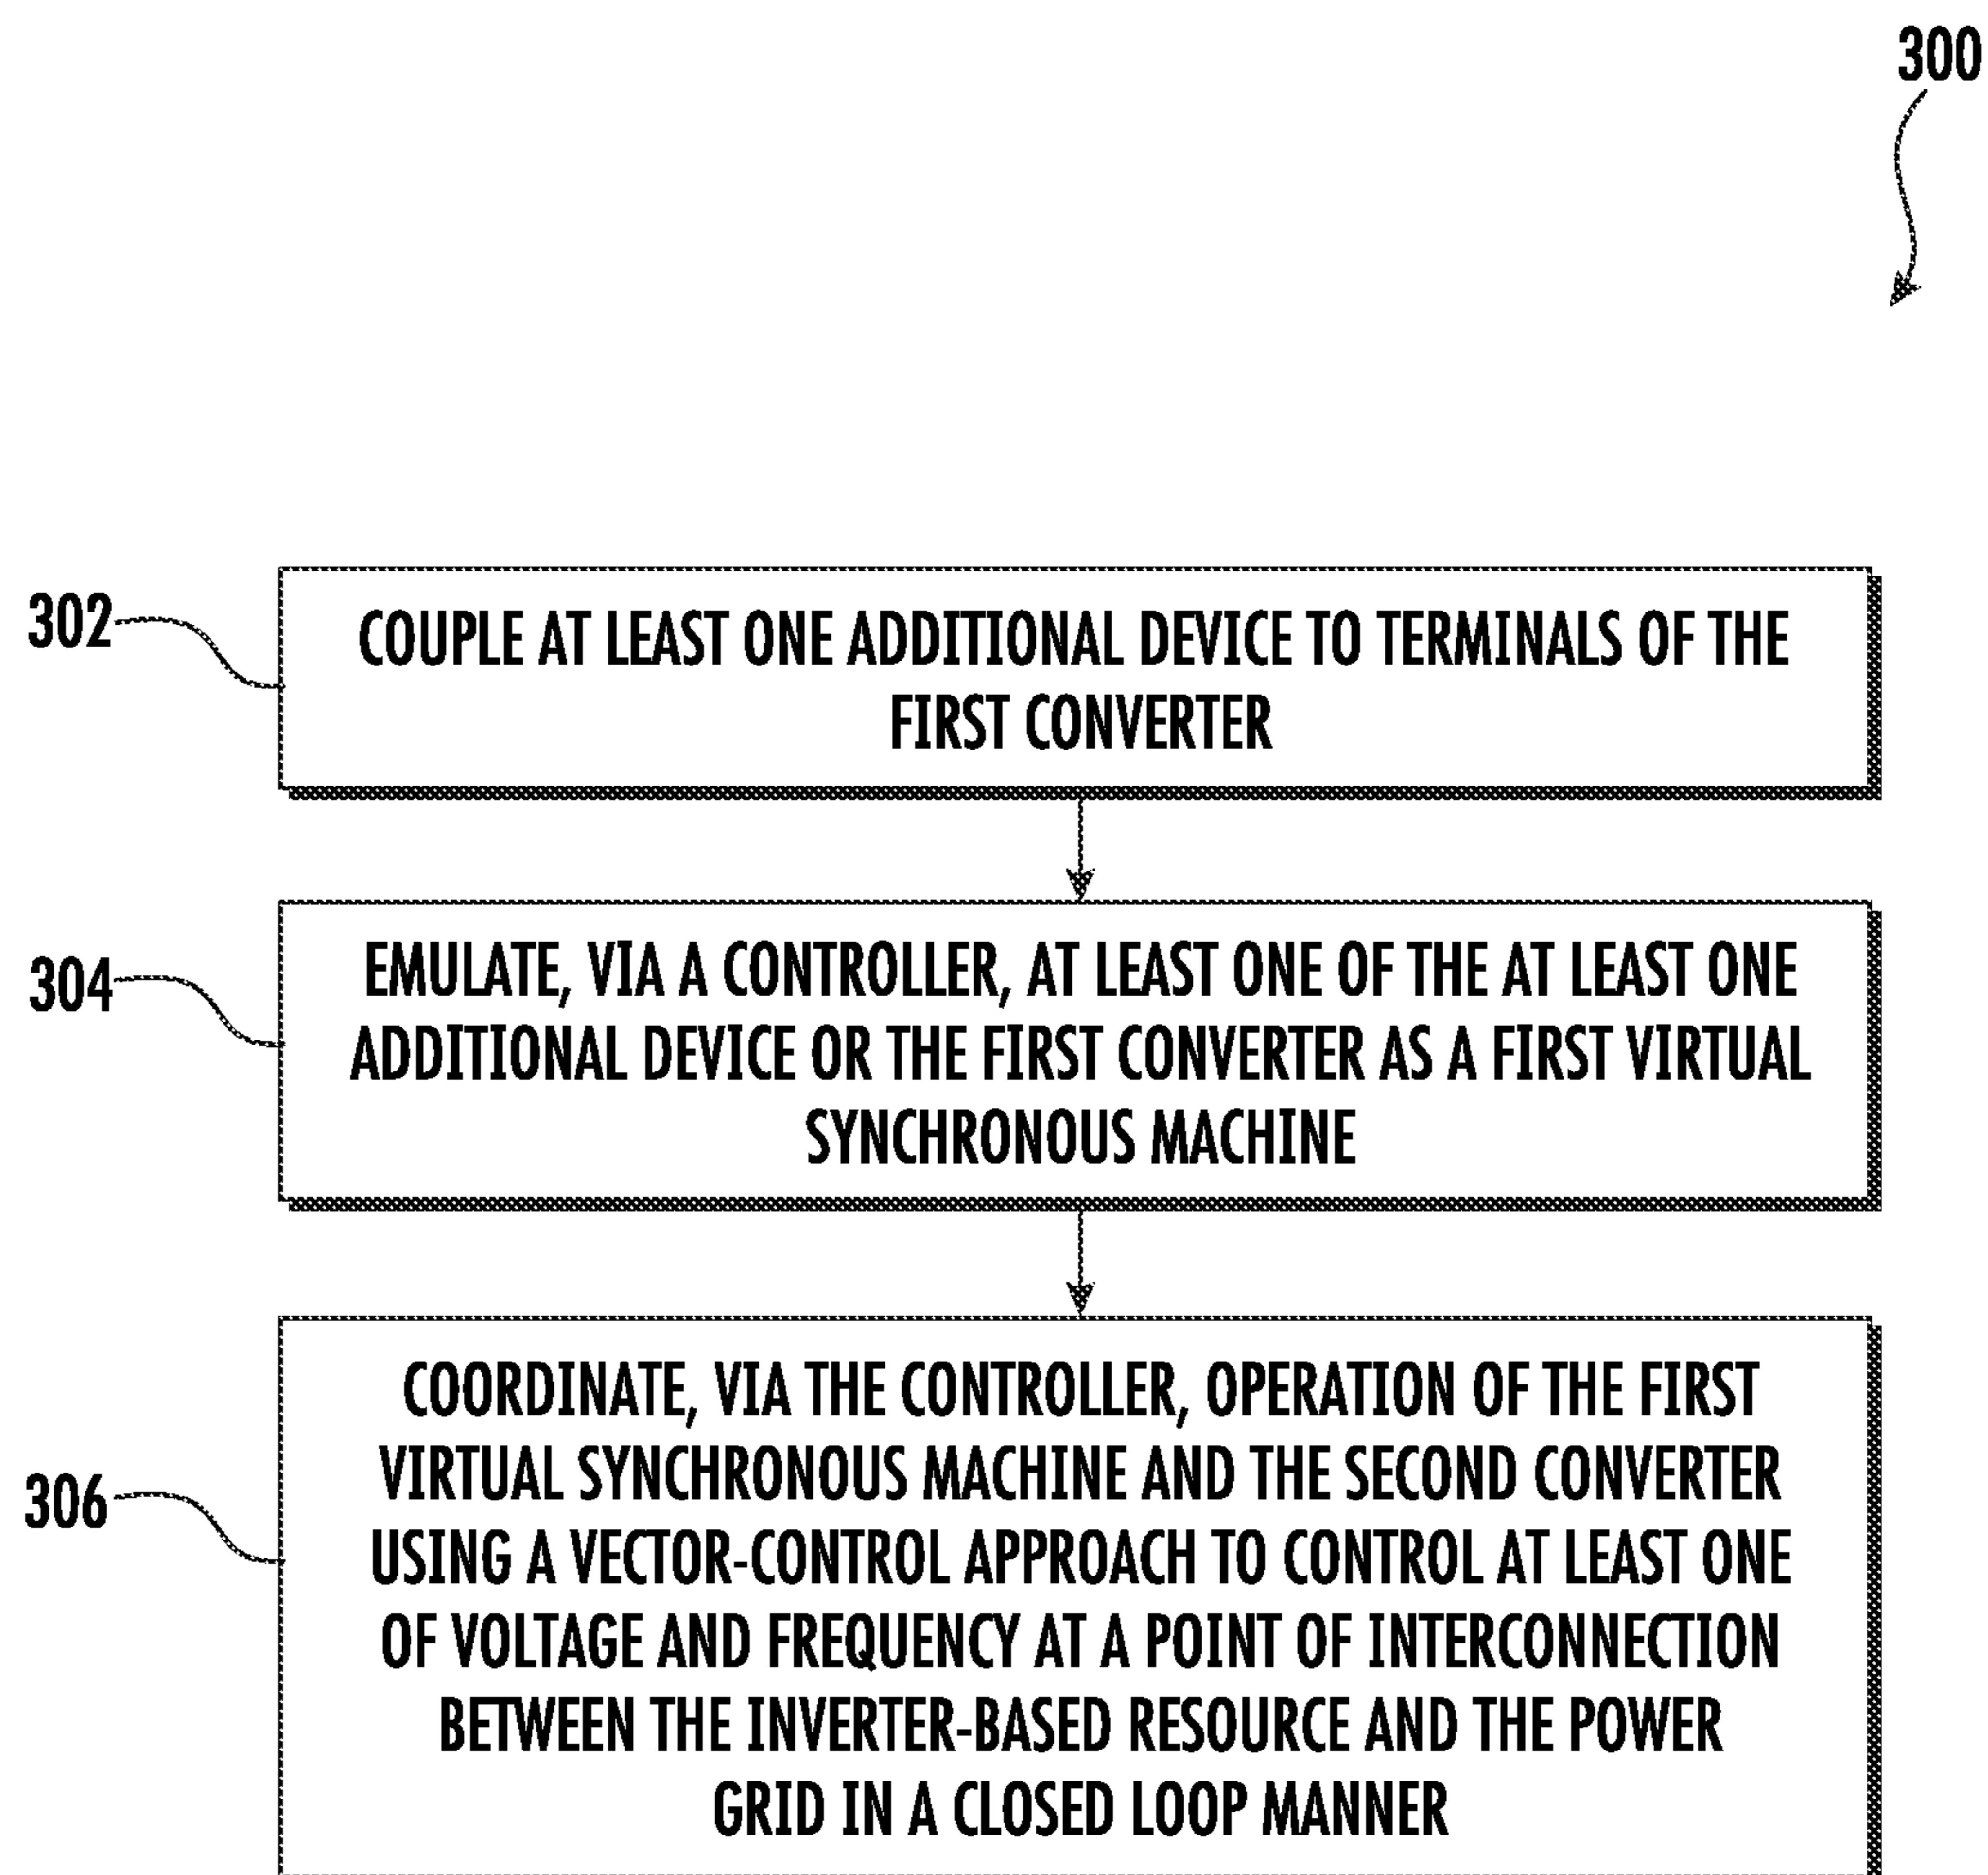 300
302
COUPLE AT LEAST ONE ADDITIONAL DEVICE TO TERMINALS OF THE
FIRST CONVERTER
304
EMULATE, VIA A CONTROLLER, AT LEAST ONE OF THE AT LEAST ONE
ADDITIONAL DEVICE OR THE FIRST CONVERTER AS A FIRST VIRTUAL
SYNCHRONOUS MACHINE
306
COORDINATE, VIA THE CONTROLLER, OPERATION OF THE FIRST
VIRTUAL SYNCHRONOUS MACHINE AND THE SECOND CONVERTER
USING A VECTOR-CONTROL APPROACH TO CONTROL AT LEAST ONE
OF VOLTAGE AND FREQUENCY AT A POINT OF INTERCONNECTION
BETWEEN THE INVERTER-BASED RESOURCE AND THE POWER
GRID IN A CLOSED LOOP MANNER